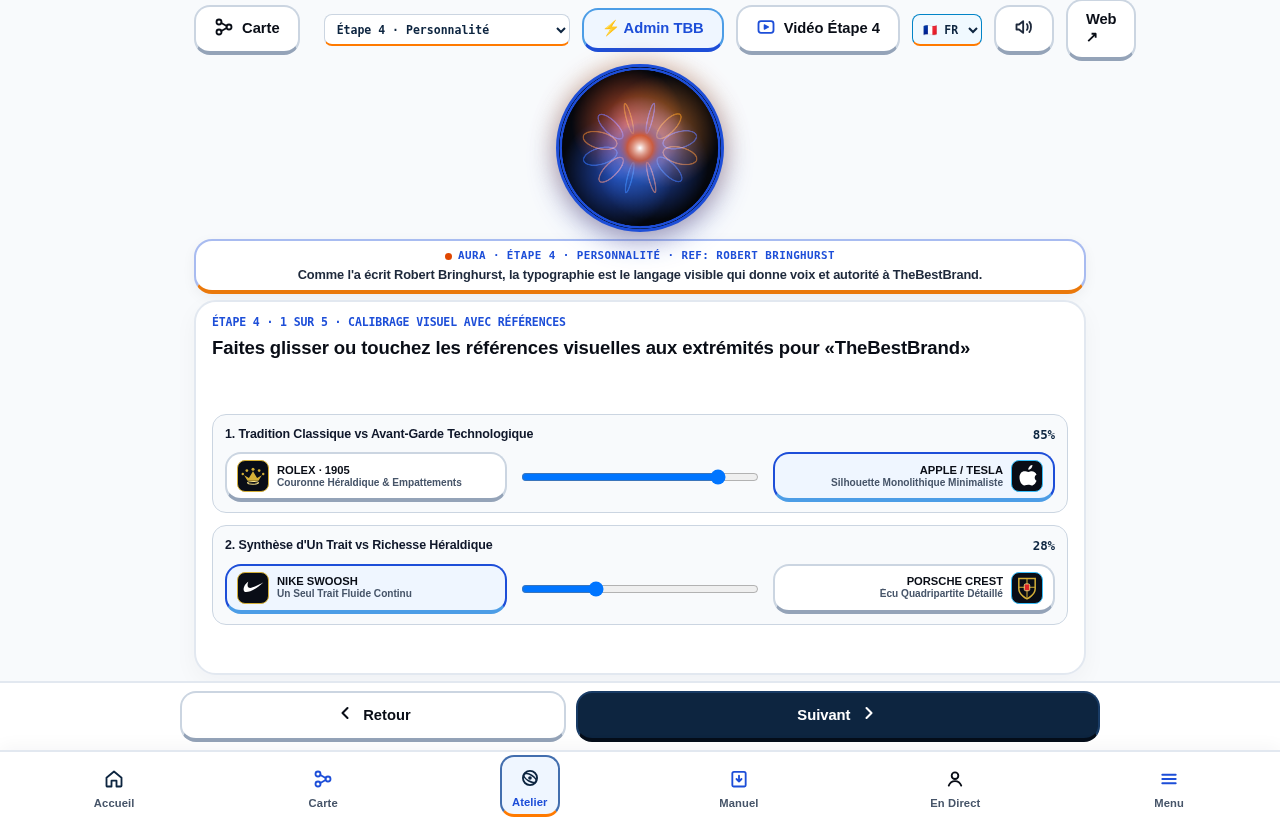 Carte
Étape 4 · Personnalité
⚡ Admin TBB
Vidéo Étape 4
🇫🇷 FR
Web ↗
AURA · ÉTAPE 4 · PERSONNALITÉ · REF: ROBERT BRINGHURST
Comme l'a écrit Robert Bringhurst, la typographie est le langage visible qui donne voix et autorité à TheBestBrand.
ÉTAPE 4 · 1 SUR 5 · CALIBRAGE VISUEL AVEC RÉFÉRENCES
Faites glisser ou touchez les références visuelles aux extrémités pour «TheBestBrand»
1. Tradition Classique vs Avant-Garde Technologique
85%
ROLEX · 1905
Couronne Héraldique & Empattements
APPLE / TESLA
Silhouette Monolithique Minimaliste
2. Synthèse d'Un Trait vs Richesse Héraldique
28%
NIKE SWOOSH
Un Seul Trait Fluide Continu
PORSCHE CREST
Ecu Quadripartite Détaillé
Retour
Suivant
Accueil
Carte
Atelier
Manuel
En Direct
Menu